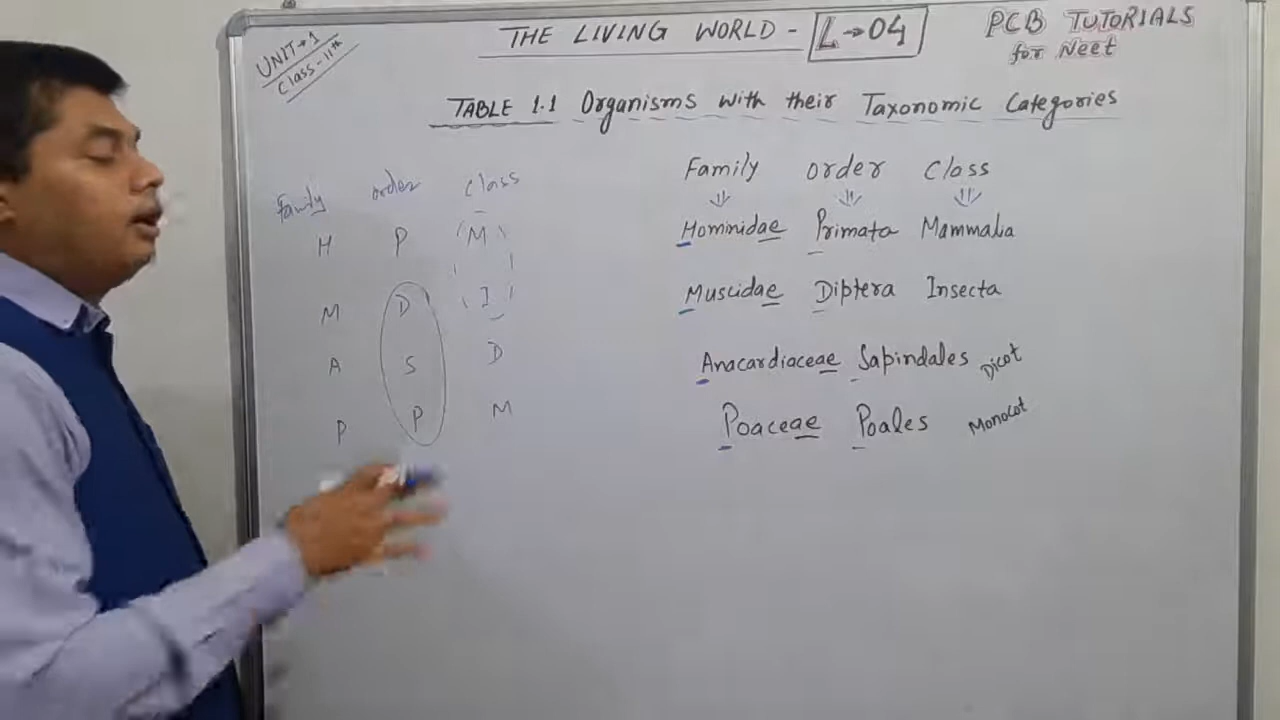 UNIT→1
Class-11th
THE LIVING WORLD - L→04
PCB TUTORIALS
for Neet
TABLE 1.1 Organisms with their Taxonomic Categories
Family order Class
H P M
M D I
A S D
P P M
Family order Class
Hominidae Primata Mammalia
Muscidae Diptera Insecta
Anacardiaceae Sapindales Dicot
Poaceae Poales Monocot